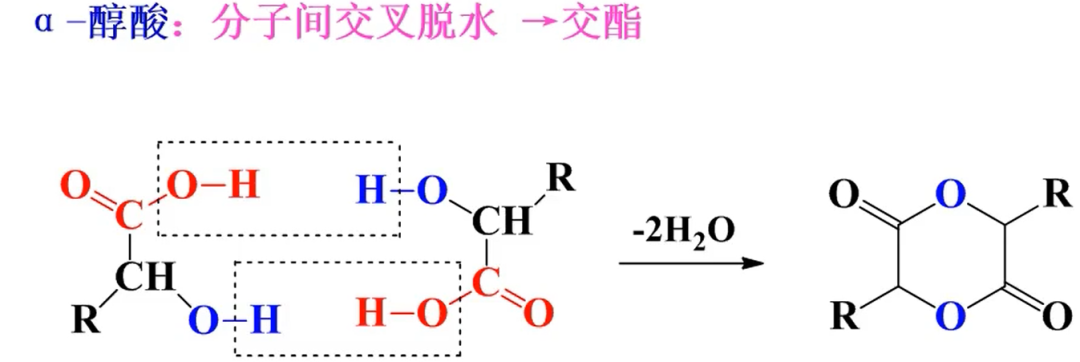 α-醇酸：分子间交叉脱水 →交酯
O O-H H-O R
C CH
-2H₂O
O O R
CH C
R O-H H-O O
R O O